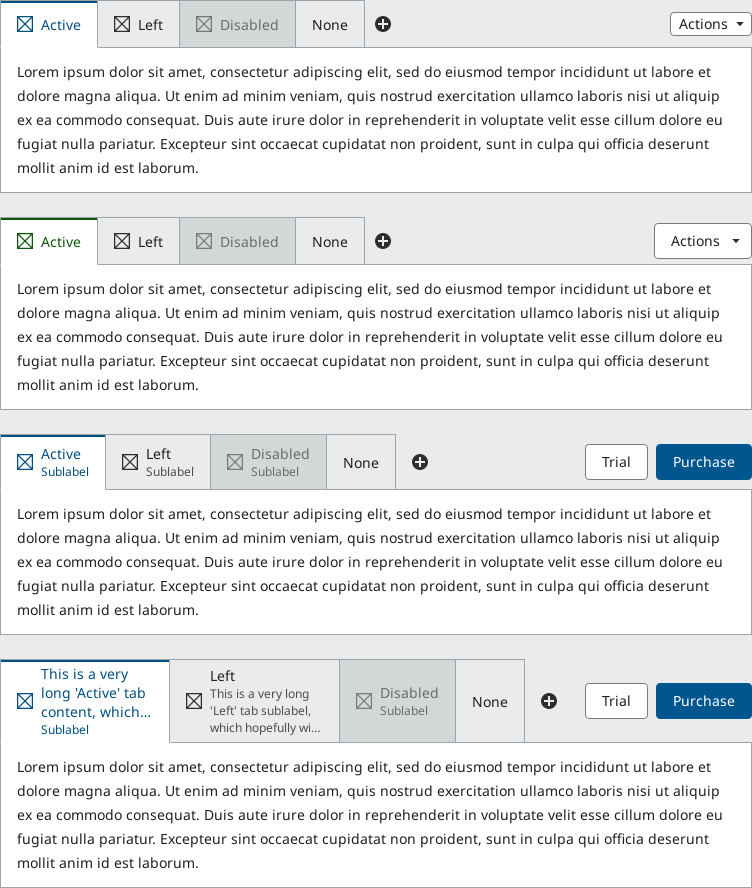 Active Left Disabled None Actions
Lorem ipsum dolor sit amet, consectetur adipiscing elit, sed do eiusmod tempor incididunt ut labore et
dolore magna aliqua. Ut enim ad minim veniam, quis nostrud exercitation ullamco laboris nisi ut aliquip
ex ea commodo consequat. Duis aute irure dolor in reprehenderit in voluptate velit esse cillum dolore eu
fugiat nulla pariatur. Excepteur sint occaecat cupidatat non proident, sunt in culpa qui officia deserunt
mollit anim id est laborum.
Active Left Disabled None Actions
Lorem ipsum dolor sit amet, consectetur adipiscing elit, sed do eiusmod tempor incididunt ut labore et
dolore magna aliqua. Ut enim ad minim veniam, quis nostrud exercitation ullamco laboris nisi ut aliquip
ex ea commodo consequat. Duis aute irure dolor in reprehenderit in voluptate velit esse cillum dolore eu
fugiat nulla pariatur. Excepteur sint occaecat cupidatat non proident, sunt in culpa qui officia deserunt
mollit anim id est laborum.
Active
Sublabel
Left
Sublabel
Disabled
Sublabel
None
Trial
Purchase
Lorem ipsum dolor sit amet, consectetur adipiscing elit, sed do eiusmod tempor incididunt ut labore et
dolore magna aliqua. Ut enim ad minim veniam, quis nostrud exercitation ullamco laboris nisi ut aliquip
ex ea commodo consequat. Duis aute irure dolor in reprehenderit in voluptate velit esse cillum dolore eu
fugiat nulla pariatur. Excepteur sint occaecat cupidatat non proident, sunt in culpa qui officia deserunt
mollit anim id est laborum.
This is a very
long 'Active' tab
content, which…
Sublabel
Left
This is a very long
'Left' tab sublabel,
which hopefully wi…
Disabled
Sublabel
None
Trial
Purchase
Lorem ipsum dolor sit amet, consectetur adipiscing elit, sed do eiusmod tempor incididunt ut labore et
dolore magna aliqua. Ut enim ad minim veniam, quis nostrud exercitation ullamco laboris nisi ut aliquip
ex ea commodo consequat. Duis aute irure dolor in reprehenderit in voluptate velit esse cillum dolore eu
fugiat nulla pariatur. Excepteur sint occaecat cupidatat non proident, sunt in culpa qui officia deserunt
mollit anim id est laborum.